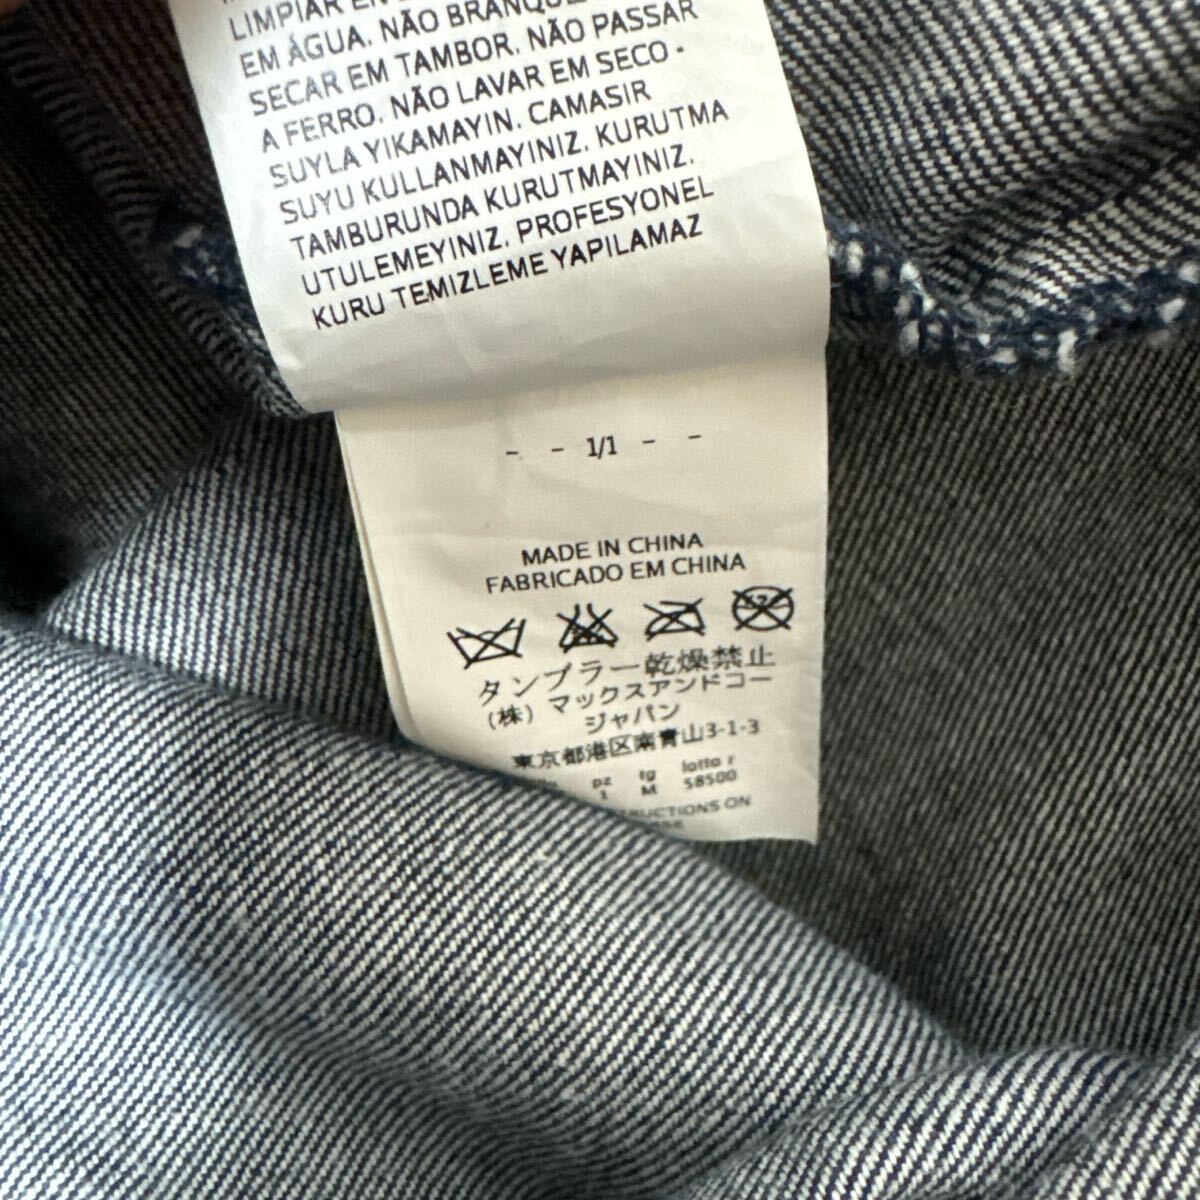 LIMPIAR EN
EM ÁGUA. NÃO
SECAR EM TAMBOR. NÃO PASSAR
A FERRO. NÃO LAVAR EM SECO -
SUYLA YIKAMAYIN. CAMASIR
SUYU KULLANMAYINIZ. KURUTMA
TAMBURUNDA KURUTMAYINIZ.
UTULEMEYINIZ. PROFESYONEL
KURU TEMIZLEME YAPILAMAZ
- - 1/1 - -
MADE IN CHINA
FABRICADO EM CHINA
タンブラー乾燥禁止
(株) マックスアンドコー
ジャパン
東京都港区南青山3-1-3
pz tg lotto r
1 M 58500
ON